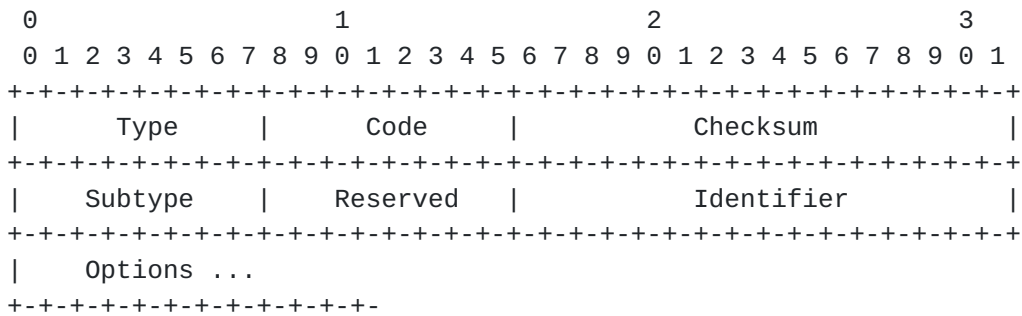 0                   1                   2                   3
 0 1 2 3 4 5 6 7 8 9 0 1 2 3 4 5 6 7 8 9 0 1 2 3 4 5 6 7 8 9 0 1
+-+-+-+-+-+-+-+-+-+-+-+-+-+-+-+-+-+-+-+-+-+-+-+-+-+-+-+-+-+-+-+-+
|      Type     |      Code     |           Checksum            |
+-+-+-+-+-+-+-+-+-+-+-+-+-+-+-+-+-+-+-+-+-+-+-+-+-+-+-+-+-+-+-+-+
|    Subtype    |    Reserved   |           Identifier          |
+-+-+-+-+-+-+-+-+-+-+-+-+-+-+-+-+-+-+-+-+-+-+-+-+-+-+-+-+-+-+-+-+
|    Options ...
+-+-+-+-+-+-+-+-+-+-+-+-